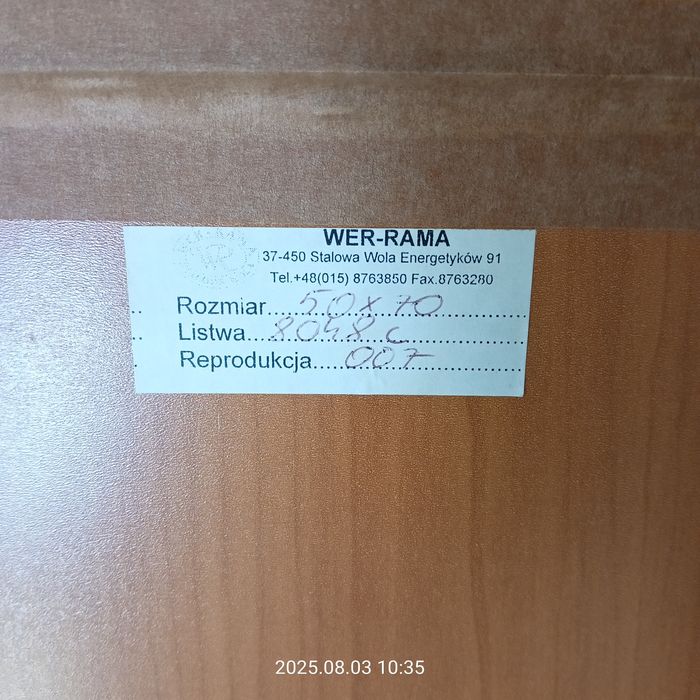 WER-RAMA
37-450 Stalowa Wola Energetyków 91
Tel.+48(015) 8763850 Fax.8763280
Rozmiar....50x70..............
Listwa....8048c..............
Reprodukcja.....007..............
2025.08.03 10:35